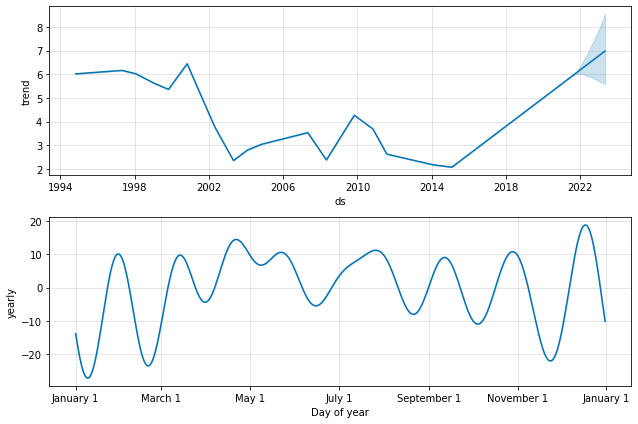 8
7
6
5
4
3
2
trend
1994 1998 2002 2006 2010 2014 2018 2022
ds
20
10
0
−10
−20
yearly
January 1 March 1 May 1 July 1 September 1 November 1 January 1
Day of year